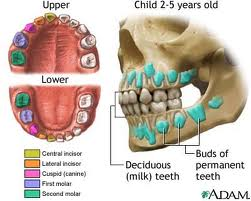 Upper
Child 2-5 years old
Lower
Central incisor
Lateral incisor
Cuspid (canine)
First molar
Second molar
Deciduous
(milk) teeth
Buds of
permanent
teeth
ADAM